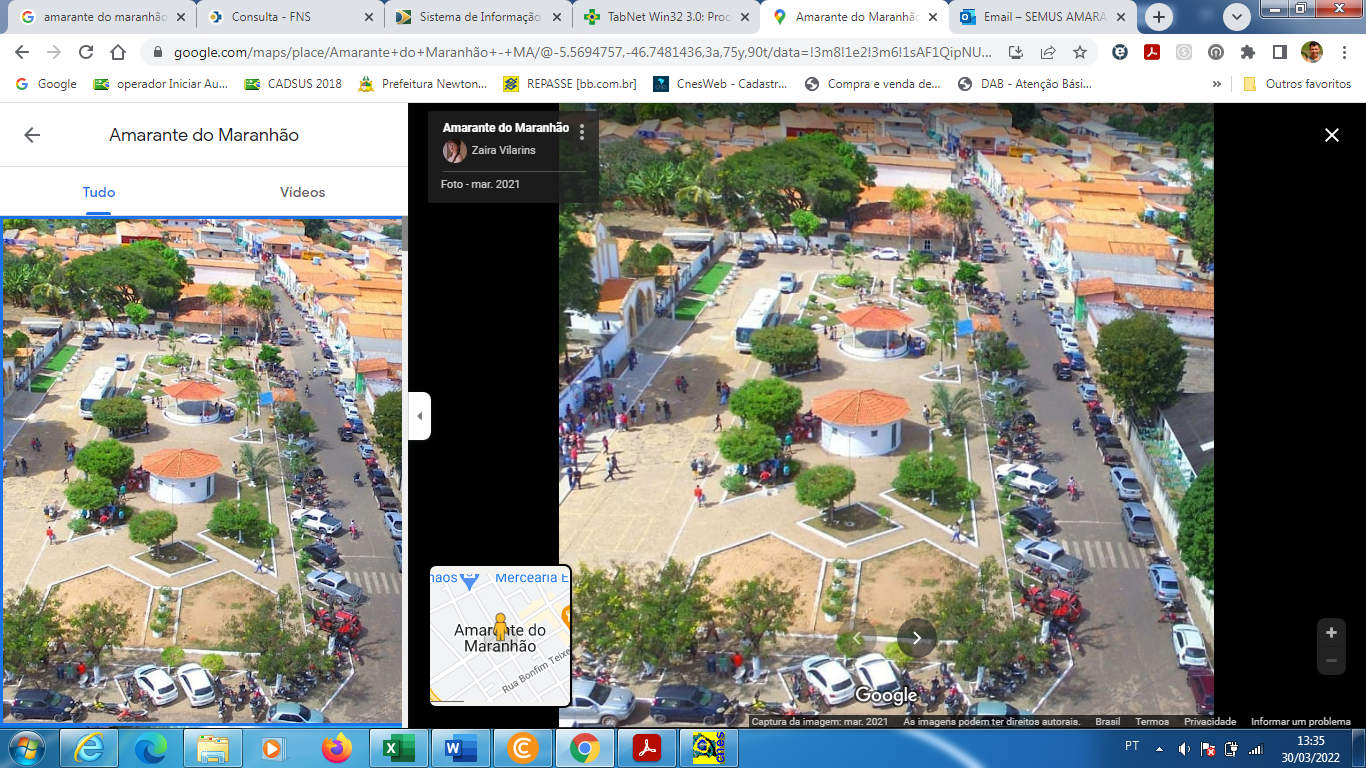 amarante do maranhão
Consulta - FNS
Sistema de Informação
TabNet Win32 3.0: Proc
Amarante do Maranhão
Email – SEMUS AMARA
google.com/maps/place/Amarante+do+Maranhão+-+MA/@-5.5694757,-46.7481436,3a,75y,90t/data=!3m8!1e2!3m6!1sAF1QipNU...
Google
operador Iniciar Au...
CADSUS 2018
Prefeitura Newton...
REPASSE [bb.com.br]
CnesWeb - Cadastr...
Compra e venda de...
DAB - Atenção Bási...
»
Outros favoritos
Amarante do Maranhão
Tudo
Vídeos
Amarante do Maranhão
Zaira Vilarins
Foto - mar. 2021
naos
Mercearia E
Amarante do
Maranhão
Rua Bonfim Teixe
Google
Captura da imagem: mar. 2021
As imagens podem ter direitos autorais.
Brasil
Termos
Privacidade
Informar um problema
cnes
PT
13:35
30/03/2022